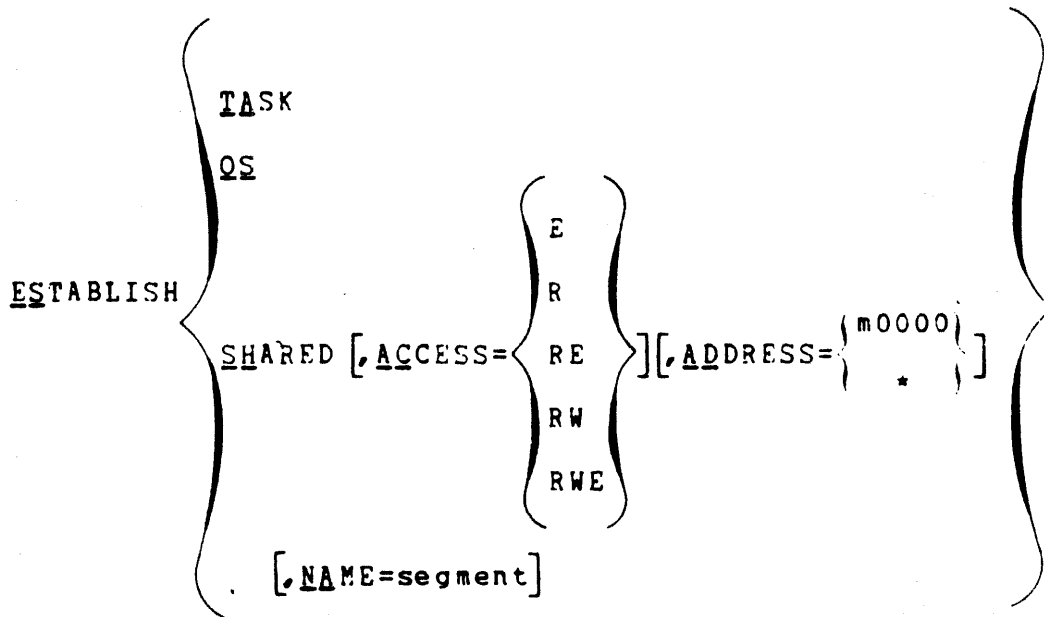 TASK
OS
E
R
ESTABLISH
SHARED [,ACCESS= RE ][,ADDRESS= m0000 ]
*
RW
RWE
[,NAME=segment]